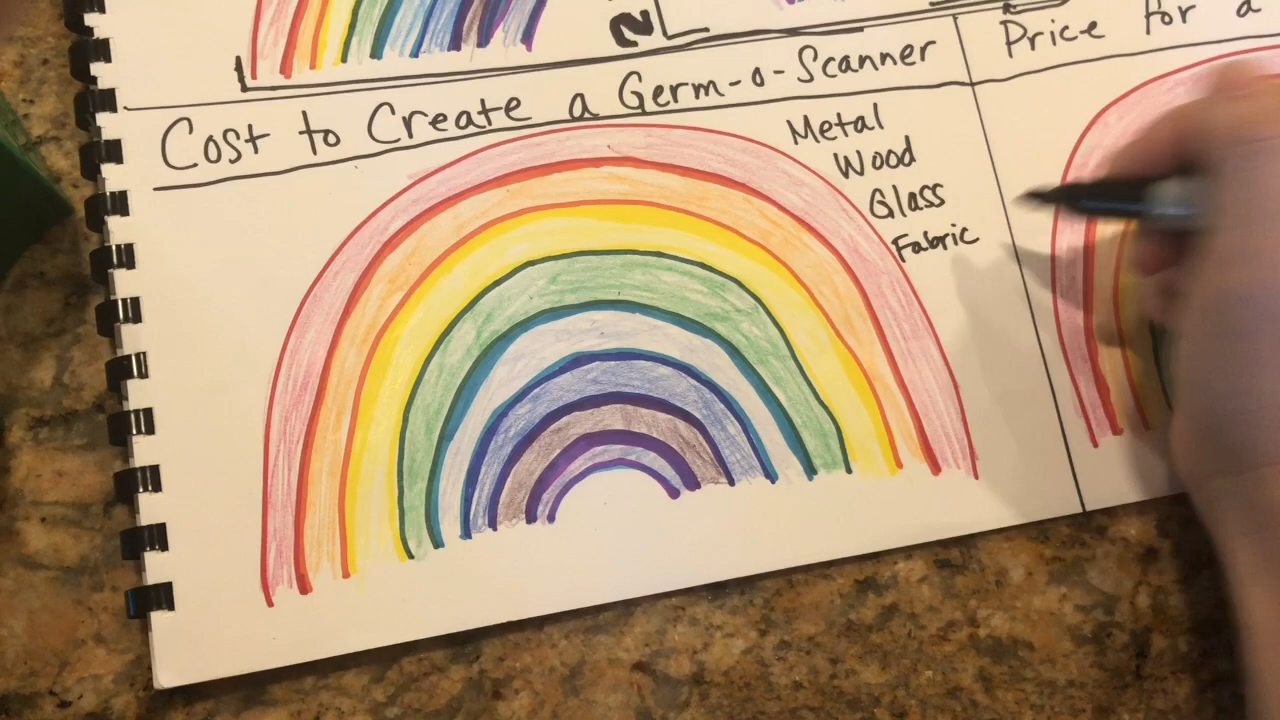 N
Cost to Create a Germ-o-Scanner
Price for a
Metal
Wood
Glass
Fabric